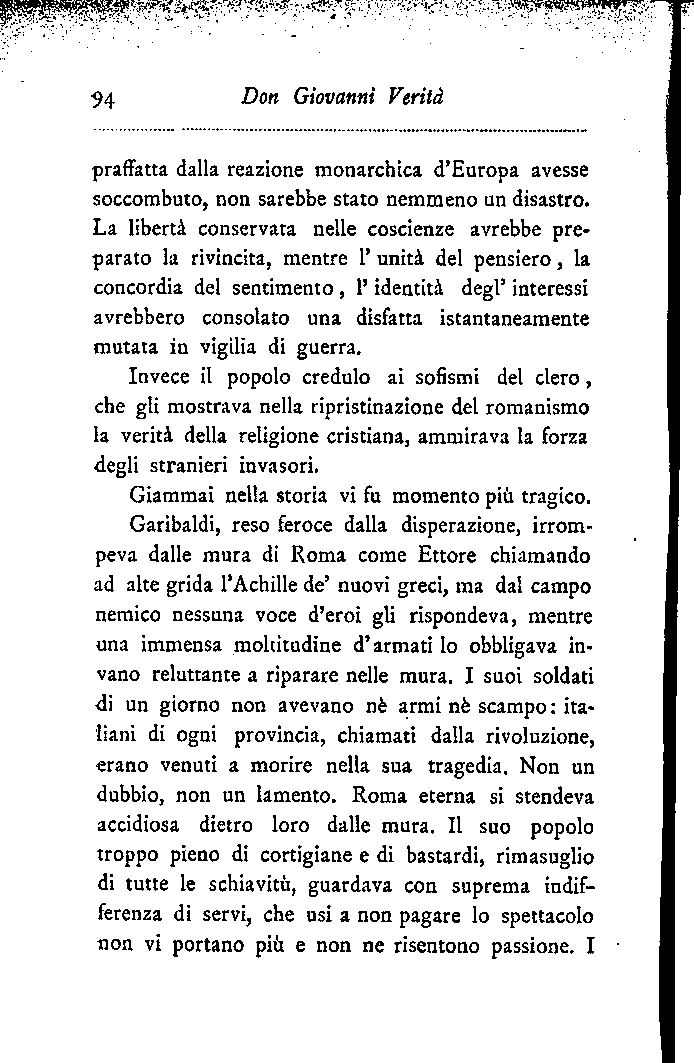 94 Don Giovanni Verità
praffatta dalla reazione monarchica d'Europa avesse
soccombuto, non sarebbe stato nemmeno un disastro.
La libertà conservata nelle coscienze avrebbe pre-
parato la rivincita, mentre l' unità del pensiero, la
concordia del sentimento, l' identità degl' interessi
avrebbero consolato una disfatta istantaneamente
mutata in vigilia di guerra.
Invece il popolo credulo ai sofismi del clero,
che gli mostrava nella ripristinazione del romanismo
la verità della religione cristiana, ammirava la forza
degli stranieri invasori.
Giammai nella storia vi fu momento più tragico.
Garibaldi, reso feroce dalla disperazione, irrom-
peva dalle mura di Roma come Ettore chiamando
ad alte grida l'Achille de' nuovi greci, ma dal campo
nemico nessuna voce d'eroi gli rispondeva, mentre
una immensa moltitudine d'armati lo obbligava in-
vano reluttante a riparare nelle mura. I suoi soldati
di un giorno non avevano nè armi nè scampo: ita-
liani di ogni provincia, chiamati dalla rivoluzione,
erano venuti a morire nella sua tragedia. Non un
dubbio, non un lamento. Roma eterna si stendeva
accidiosa dietro loro dalle mura. Il suo popolo
troppo pieno di cortigiane e di bastardi, rimasuglio
di tutte le schiavitù, guardava con suprema indif-
ferenza di servi, che usi a non pagare lo spettacolo
non vi portano più e non ne risentono passione. I